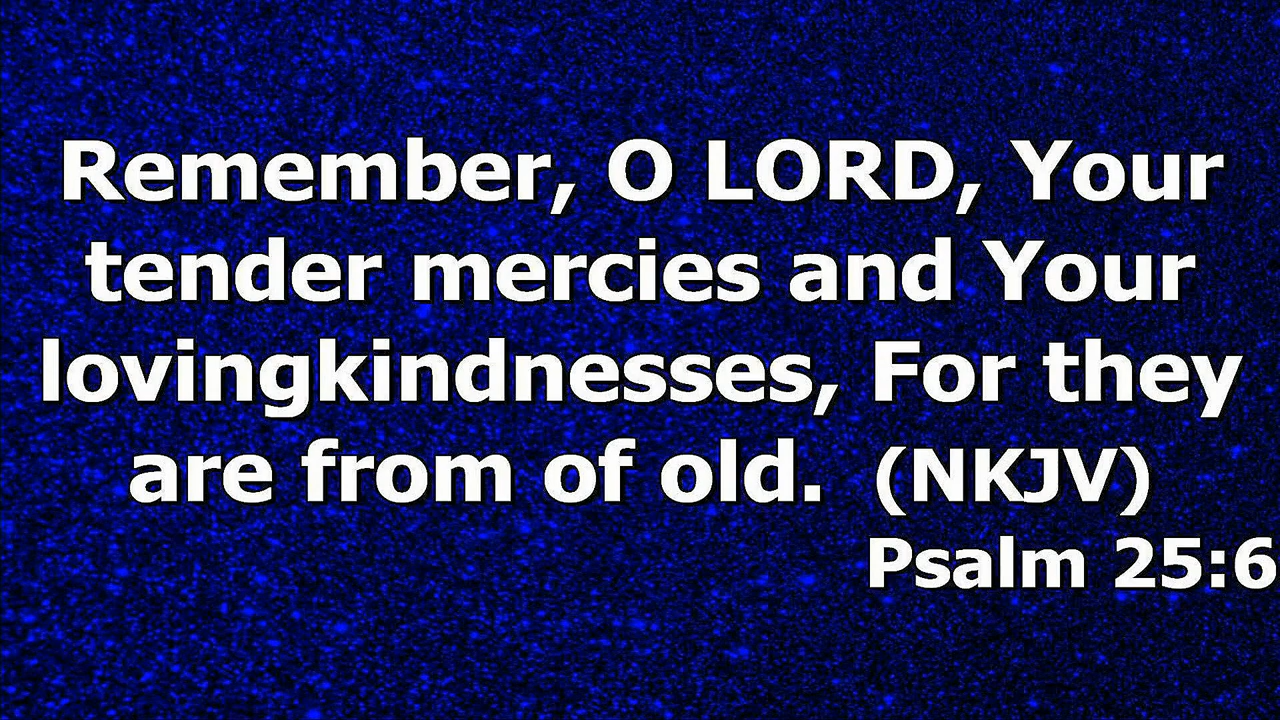 Remember, O LORD, Your
tender mercies and Your
lovingkindnesses, For they
are from of old. (NKJV)
Psalm 25:6